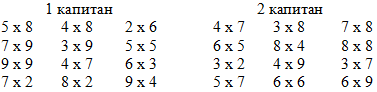 1 капитан 2 капитан
5 x 8 4 x 8 2 x 6 4 x 7 3 x 8 7 x 8
7 x 9 3 x 9 5 x 5 6 x 5 8 x 4 8 x 8
9 x 9 4 x 7 6 x 3 3 x 2 4 x 9 3 x 7
7 x 2 8 x 2 9 x 4 5 x 7 6 x 6 6 x 9